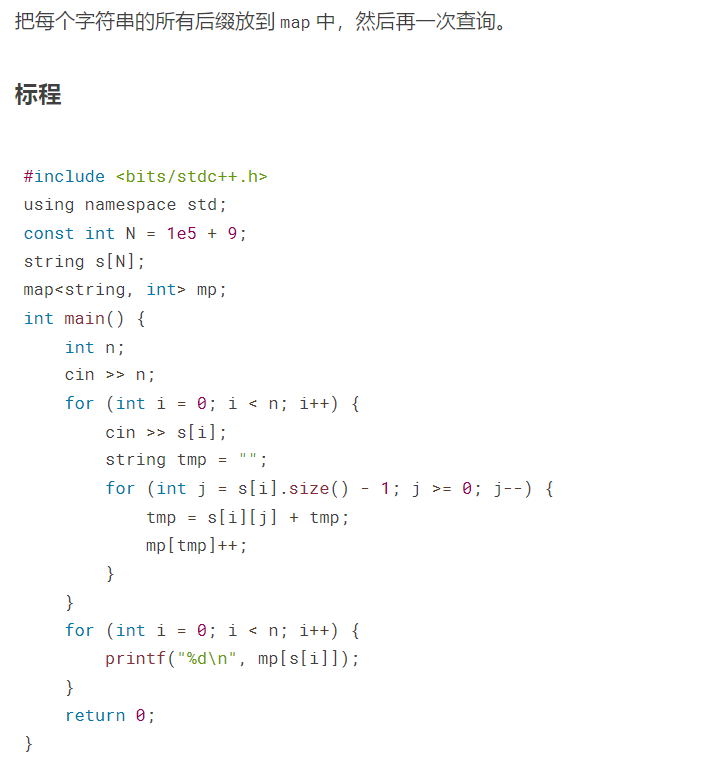 把每个字符串的所有后缀放到 map 中，然后再一次查询。
标程
#include <bits/stdc++.h>
using namespace std;
const int N = 1e5 + 9;
string s[N];
map<string, int> mp;
int main() {
    int n;
    cin >> n;
    for (int i = 0; i < n; i++) {
        cin >> s[i];
        string tmp = "";
        for (int j = s[i].size() - 1; j >= 0; j--) {
            tmp = s[i][j] + tmp;
            mp[tmp]++;
        }
    }
    for (int i = 0; i < n; i++) {
        printf("%d\n", mp[s[i]]);
    }
    return 0;
}